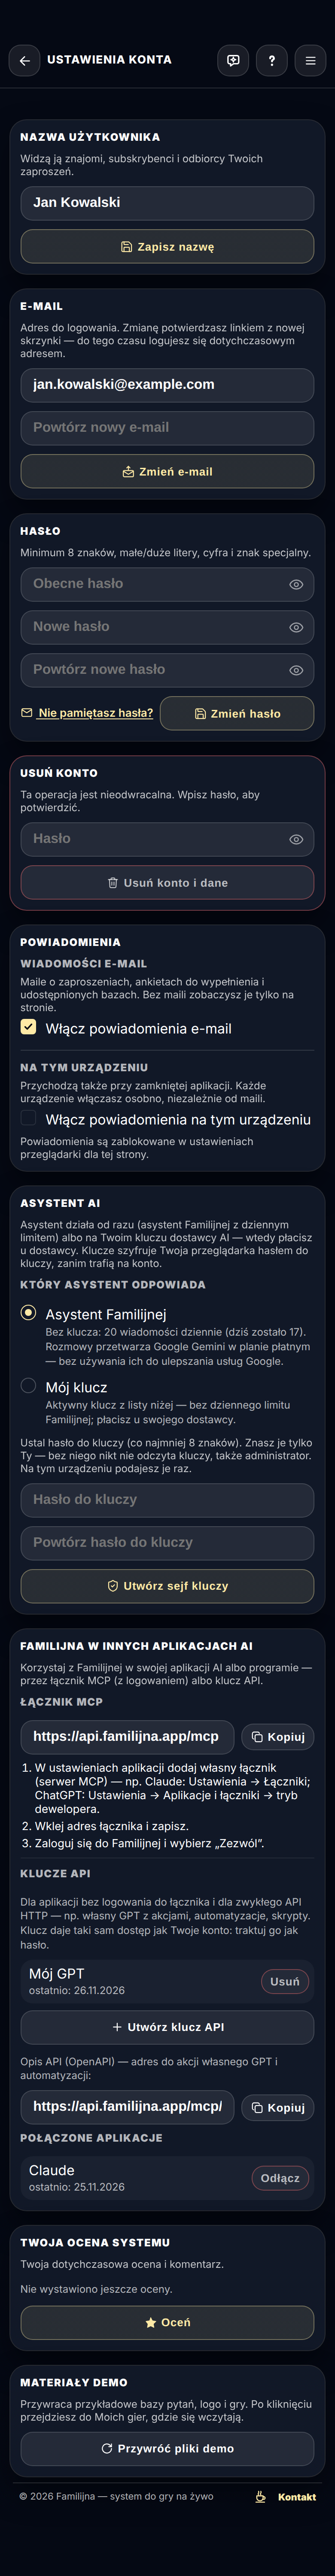 USTAWIENIA KONTA
NAZWA UŻYTKOWNIKA
Widzą ją znajomi, subskrybenci i odbiorcy Twoich
zaproszeń.
Jan Kowalski
Zapisz nazwę
E-MAIL
Adres do logowania. Zmianę potwierdzasz linkiem z nowej
skrzynki — do tego czasu logujesz się dotychczasowym
adresem.
jan.kowalski@example.com
Powtórz nowy e-mail
Zmień e-mail
HASŁO
Minimum 8 znaków, małe/duże litery, cyfra i znak specjalny.
Obecne hasło
Nowe hasło
Powtórz nowe hasło
Nie pamiętasz hasła?
Zmień hasło
USUŃ KONTO
Ta operacja jest nieodwracalna. Wpisz hasło, aby
potwierdzić.
Hasło
Usuń konto i dane
POWIADOMIENIA
WIADOMOŚCI E-MAIL
Maile o zaproszeniach, ankietach do wypełnienia i
udostępnionych bazach. Bez maili zobaczysz je tylko na
stronie.
Włącz powiadomienia e-mail
NA TYM URZĄDZENIU
Przychodzą także przy zamkniętej aplikacji. Każde
urządzenie włączasz osobno, niezależnie od maili.
Włącz powiadomienia na tym urządzeniu
Powiadomienia są zablokowane w ustawieniach
przeglądarki dla tej strony.
ASYSTENT AI
Asystent działa od razu (asystent Familijnej z dziennym
limitem) albo na Twoim kluczu dostawcy AI — wtedy płacisz
u dostawcy. Klucze szyfruje Twoja przeglądarka hasłem do
kluczy, zanim trafią na konto.
KTÓRY ASYSTENT ODPOWIADA
Asystent Familijnej
Bez klucza: 20 wiadomości dziennie (dziś zostało 17).
Rozmowy przetwarza Google Gemini w planie płatnym
— bez używania ich do ulepszania usług Google.
Mój klucz
Aktywny klucz z listy niżej — bez dziennego limitu
Familijnej; płacisz u swojego dostawcy.
Ustal hasło do kluczy (co najmniej 8 znaków). Znasz je tylko
Ty — bez niego nikt nie odczyta kluczy, także administrator.
Na tym urządzeniu podajesz je raz.
Hasło do kluczy
Powtórz hasło do kluczy
Utwórz sejf kluczy
FAMILIJNA W INNYCH APLIKACJACH AI
Korzystaj z Familijnej w swojej aplikacji AI albo programie —
przez łącznik MCP (z logowaniem) albo klucz API.
ŁĄCZNIK MCP
https://api.familijna.app/mcp
Kopiuj
1. W ustawieniach aplikacji dodaj własny łącznik
(serwer MCP) — np. Claude: Ustawienia → Łączniki;
ChatGPT: Ustawienia → Aplikacje i łączniki → tryb
dewelopera.
2. Wklej adres łącznika i zapisz.
3. Zaloguj się do Familijnej i wybierz „Zezwól”.
KLUCZE API
Dla aplikacji bez logowania do łącznika i dla zwykłego API
HTTP — np. własny GPT z akcjami, automatyzacje, skrypty.
Klucz daje taki sam dostęp jak Twoje konto: traktuj go jak
hasło.
Mój GPT
ostatnio: 26.11.2026
Usuń
Utwórz klucz API
Opis API (OpenAPI) — adres do akcji własnego GPT i
automatyzacji:
https://api.familijna.app/mcp/
Kopiuj
POŁĄCZONE APLIKACJE
Claude
ostatnio: 25.11.2026
Odłącz
TWOJA OCENA SYSTEMU
Twoja dotychczasowa ocena i komentarz.
Nie wystawiono jeszcze oceny.
Oceń
MATERIAŁY DEMO
Przywraca przykładowe bazy pytań, logo i gry. Po kliknięciu
przejdziesz do Moich gier, gdzie się wczytają.
Przywróć pliki demo
© 2026 Familijna — system do gry na żywo
Kontakt